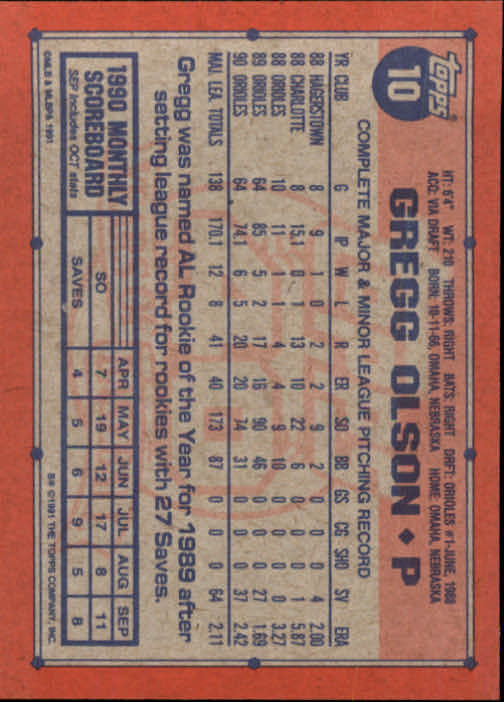 Topps
10
HT: 6'4" WT: 210 THROWS: RIGHT BATS: RIGHT DRFT: ORIOLES #1-JUNE, 1988
ACQ: VIA DRAFT BORN: 10-11-66, OMAHA, NEBRASKA HOME: OMAHA, NEBRASKA
GREGG OLSON ◆ P
COMPLETE MAJOR & MINOR LEAGUE PITCHING RECORD
YR CLUB G IP W L R ER SO BB GS CG SHO SV ERA
88 HAGERSTOWN 8 9 1 0 2 2 9 2 0 0 0 4 2.00
88 CHARLOTTE 8 15.1 0 1 13 10 22 6 0 0 0 1 5.87
88 ORIOLES 10 11 1 1 4 4 9 10 0 0 0 0 3.27
89 ORIOLES 64 85 5 2 17 16 90 46 0 0 0 27 1.69
90 ORIOLES 64 74.1 6 5 20 20 74 31 0 0 0 37 2.42
MAJ. LEA. TOTALS 138 170.1 12 8 41 40 173 87 0 0 0 64 2.11
Gregg was named AL Rookie of the Year for 1989 after
setting league record for rookies with 27 Saves.
1990 MONTHLY
SCOREBOARD
SEP includes OCT stats
APR MAY JUN JUL AUG SEP
SO 7 19 12 17 8 11
SAVES 4 5 6 9 5 8
©MLB & MLBPA 1991
B* ©1991 THE TOPPS COMPANY, INC.